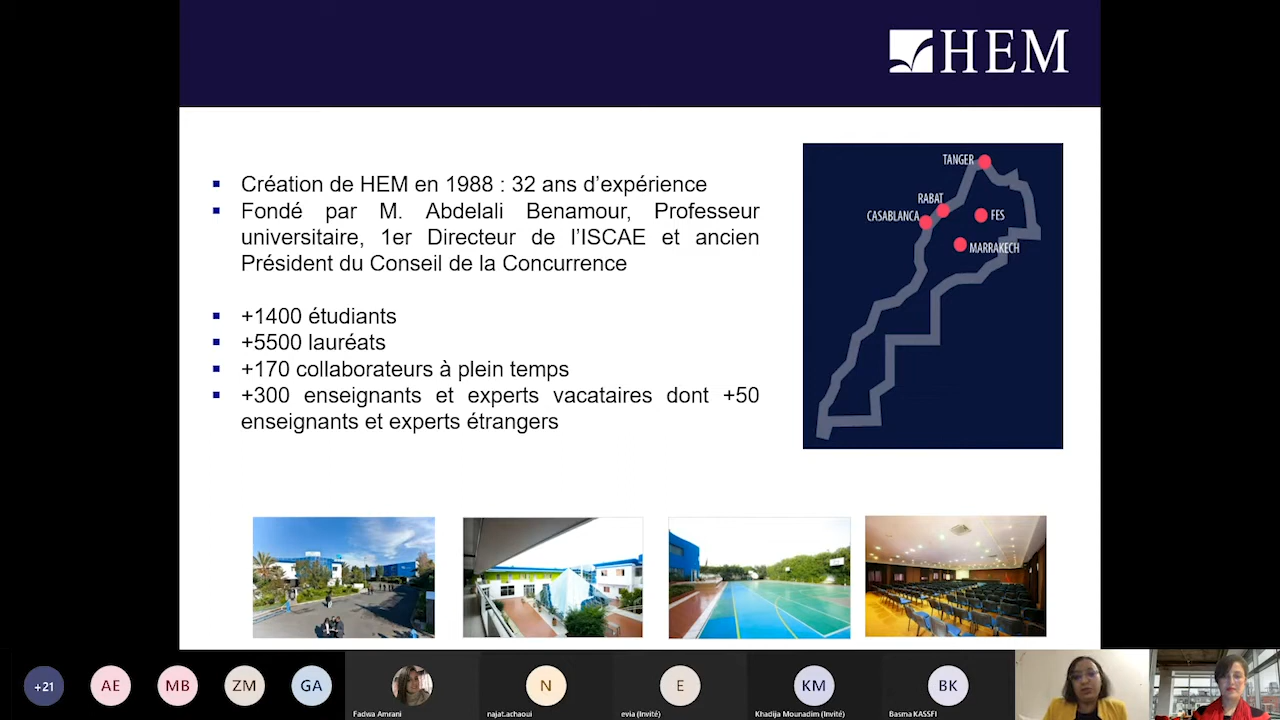 HEM
Création de HEM en 1988 : 32 ans d’expérience
Fondé par M. Abdelali Benamour, Professeur
universitaire, 1er Directeur de l’ISCAE et ancien
Président du Conseil de la Concurrence
+1400 étudiants
+5500 lauréats
+170 collaborateurs à plein temps
+300 enseignants et experts vacataires dont +50
enseignants et experts étrangers
TANGER
RABAT
CASABLANCA
FES
MARRAKECH
+21
AE
MB
ZM
GA
N
E
KM
BK
Fadwa Amrani
najat.achaoui
evia (Invité)
Khadija Mounadim (Invité)
Basma KASSFI